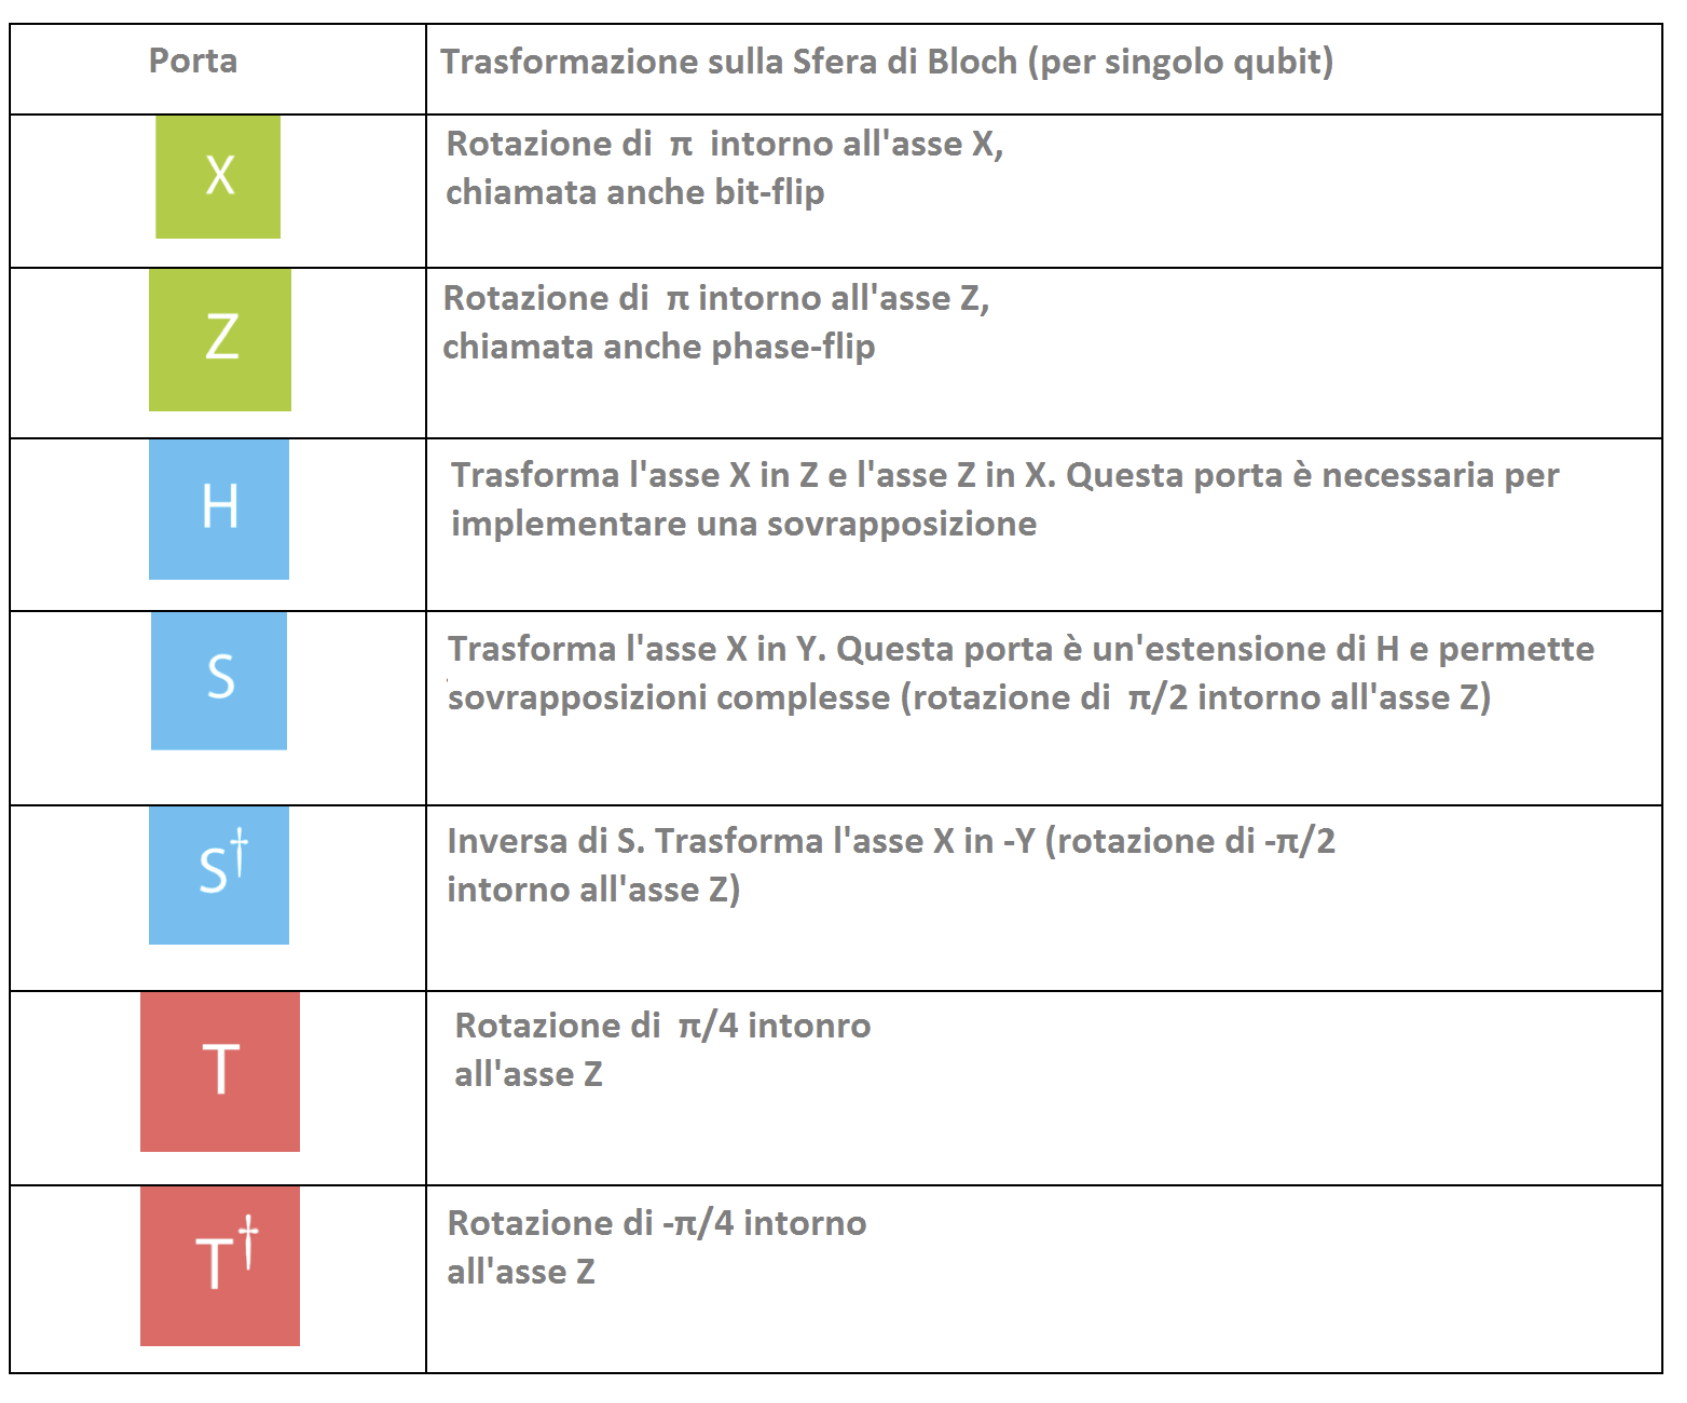 Porta
Trasformazione sulla Sfera di Bloch (per singolo qubit)
X
Rotazione di π intorno all'asse X,
chiamata anche bit-flip
Z
Rotazione di π intorno all'asse Z,
chiamata anche phase-flip
H
Trasforma l'asse X in Z e l'asse Z in X. Questa porta è necessaria per
implementare una sovrapposizione
S
Trasforma l'asse X in Y. Questa porta è un'estensione di H e permette
sovrapposizioni complesse (rotazione di π/2 intorno all'asse Z)
S†
Inversa di S. Trasforma l'asse X in -Y (rotazione di -π/2
intorno all'asse Z)
T
Rotazione di π/4 intonro
all'asse Z
T†
Rotazione di -π/4 intorno
all'asse Z